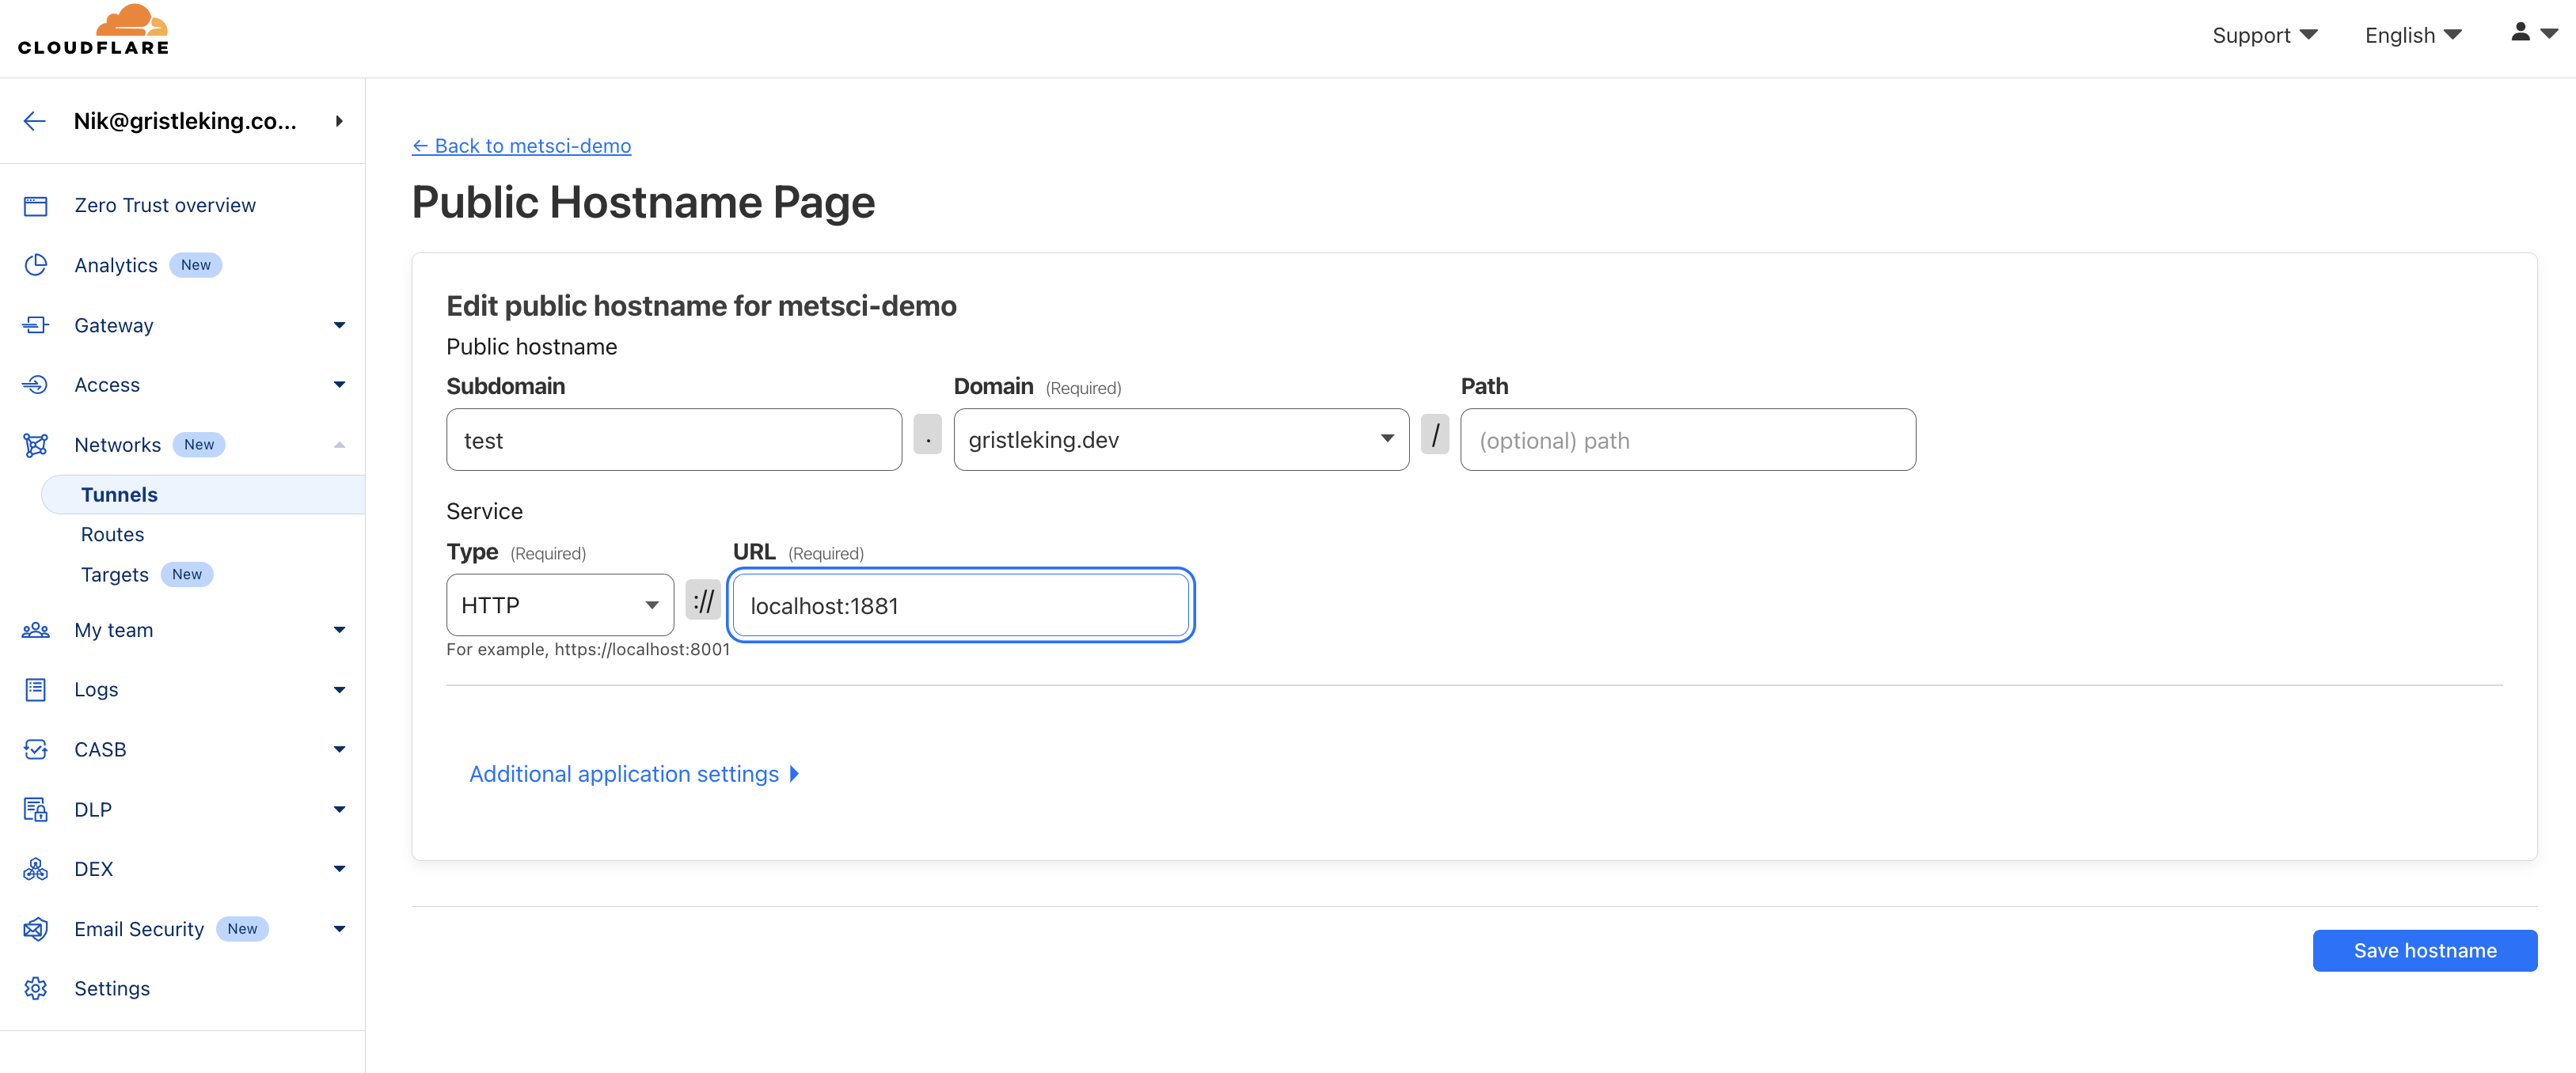 CLOUDFLARE
Support
English
Nik@gristleking.co...
Zero Trust overview
Analytics New
Gateway
Access
Networks New
Tunnels
Routes
Targets New
My team
Logs
CASB
DLP
DEX
Email Security New
Settings
← Back to metsci-demo
Public Hostname Page
Edit public hostname for metsci-demo
Public hostname
Subdomain Domain (Required) Path
test . gristleking.dev / (optional) path
Service
Type (Required) URL (Required)
HTTP :// localhost:1881
For example, https://localhost:8001
Additional application settings
Save hostname